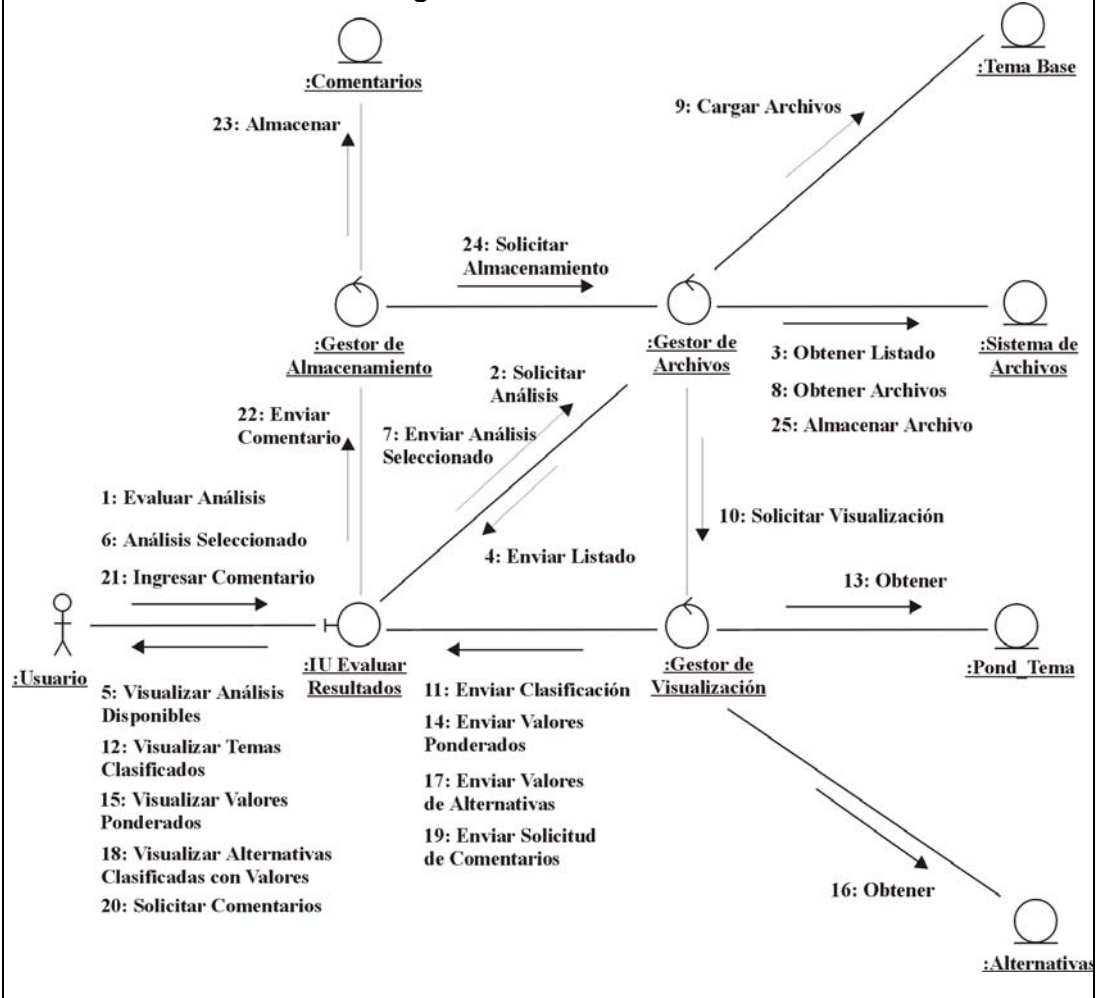 :Comentarios
:Tema Base
9: Cargar Archivos
23: Almacenar
24: Solicitar
Almacenamiento
:Gestor de
Almacenamiento
:Gestor de
Archivos
3: Obtener Listado
8: Obtener Archivos
25: Almacenar Archivo
:Sistema de
Archivos
2: Solicitar
Análisis
22: Enviar
Comentario
7: Enviar Análisis
Seleccionado
1: Evaluar Análisis
6: Análisis Seleccionado
21: Ingresar Comentario
4: Enviar Listado
10: Solicitar Visualización
13: Obtener
:Usuario
:IU Evaluar
Resultados
:Gestor de
Visualización
:Pond_Tema
5: Visualizar Análisis
Disponibles
12: Visualizar Temas
Clasificados
15: Visualizar Valores
Ponderados
18: Visualizar Alternativas
Clasificadas con Valores
20: Solicitar Comentarios
11: Enviar Clasificación
14: Enviar Valores
Ponderados
17: Enviar Valores
de Alternativas
19: Enviar Solicitud
de Comentarios
16: Obtener
:Alternativas